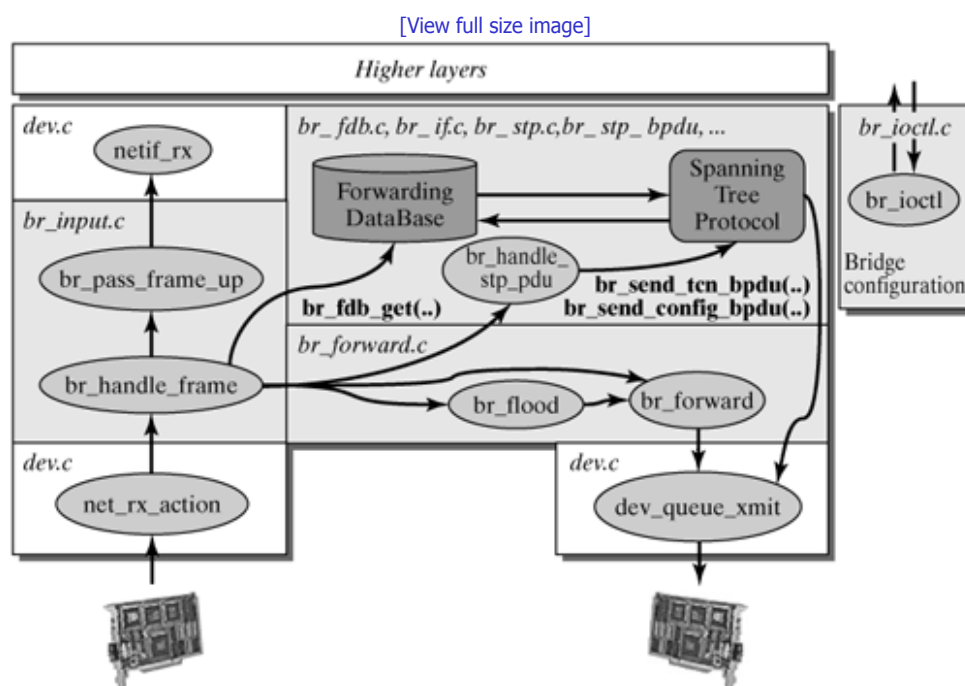 [View full size image]
Higher layers
dev.c
netif_rx
br_input.c
br_pass_frame_up
br_handle_frame
dev.c
net_rx_action
br_fdb.c, br_if.c, br_stp.c,br_stp_bpdu, ...
Forwarding
DataBase
Spanning
Tree
Protocol
br_handle_
stp_pdu
br_fdb_get(..)
br_send_tcn_bpdu(..)
br_send_config_bpdu(..)
br_forward.c
br_flood
br_forward
dev.c
dev_queue_xmit
br_ioctl.c
br_ioctl
Bridge
configuration